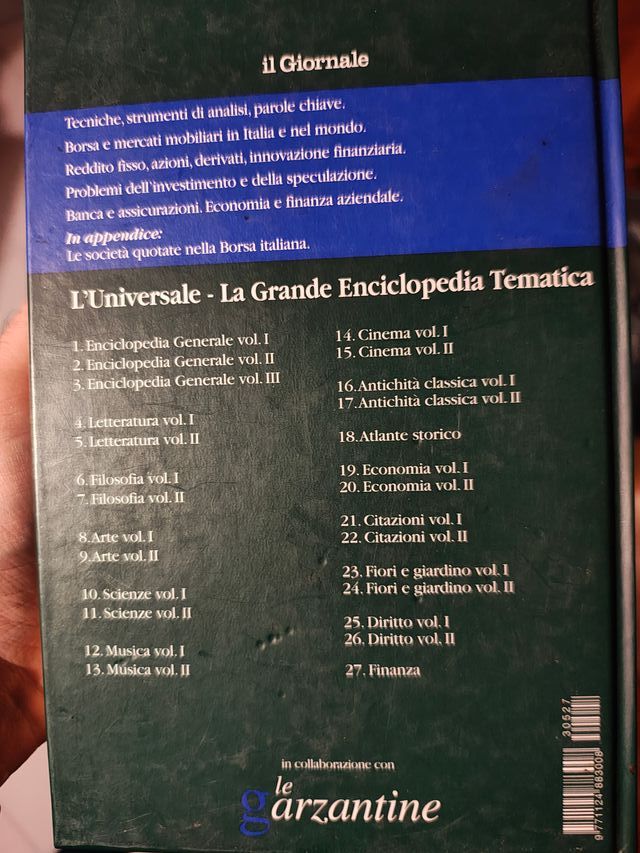 il Giornale
Tecniche, strumenti di analisi, parole chiave.
Borsa e mercati mobiliari in Italia e nel mondo.
Reddito fisso, azioni, derivati, innovazione finanziaria.
Problemi dell'investimento e della speculazione.
Banca e assicurazioni. Economia e finanza aziendale.
In appendice:
Le società quotate nella Borsa italiana.
L'Universale - La Grande Enciclopedia Tematica
1. Enciclopedia Generale vol. I
2. Enciclopedia Generale vol. II
3. Enciclopedia Generale vol. III
4. Letteratura vol. I
5. Letteratura vol. II
6. Filosofia vol. I
7. Filosofia vol. II
8. Arte vol. I
9. Arte vol. II
10. Scienze vol. I
11. Scienze vol. II
12. Musica vol. I
13. Musica vol. II
14. Cinema vol. I
15. Cinema vol. II
16. Antichità classica vol. I
17. Antichità classica vol. II
18. Atlante storico
19. Economia vol. I
20. Economia vol. II
21. Citazioni vol. I
22. Citazioni vol. II
23. Fiori e giardino vol. I
24. Fiori e giardino vol. II
25. Diritto vol. I
26. Diritto vol. II
27. Finanza
in collaborazione con
le
garzantine
30527
9 771124 883008